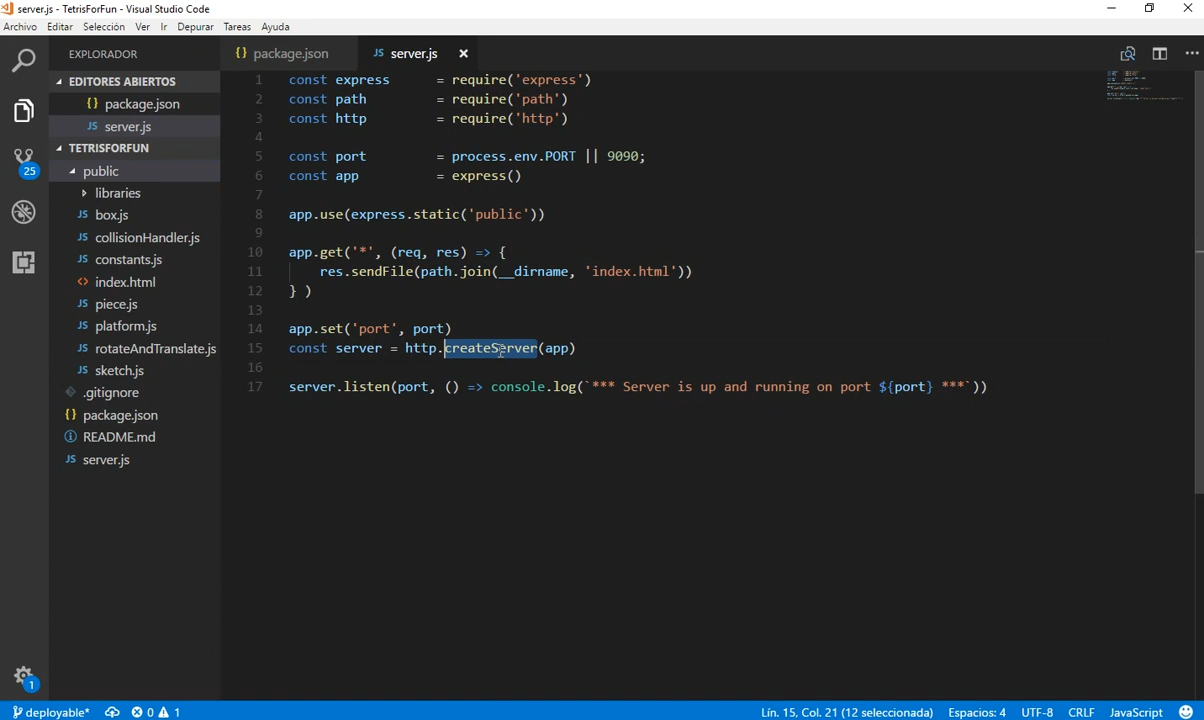 server.js - TetrisForFun - Visual Studio Code
Archivo Editar Selección Ver Ir Depurar Tareas Ayuda
EXPLORADOR
EDITORES ABIERTOS
{} package.json
JS server.js
TETRISFORFUN
public
libraries
JS box.js
JS collisionHandler.js
JS constants.js
<> index.html
JS piece.js
JS platform.js
JS rotateAndTranslate.js
JS sketch.js
.gitignore
{} package.json
README.md
JS server.js
25
1
{} package.json JS server.js
1 const express = require('express')
2 const path = require('path')
3 const http = require('http')
4
5 const port = process.env.PORT || 9090;
6 const app = express()
7
8 app.use(express.static('public'))
9
10 app.get('*', (req, res) => {
11 res.sendFile(path.join(__dirname, 'index.html'))
12 } )
13
14 app.set('port', port)
15 const server = http.createServer(app)
16
17 server.listen(port, () => console.log(`*** Server is up and running on port ${port} ***`))
deployable* 0 1 Lín. 15, Col. 21 (12 seleccionada) Espacios: 4 UTF-8 CRLF JavaScript